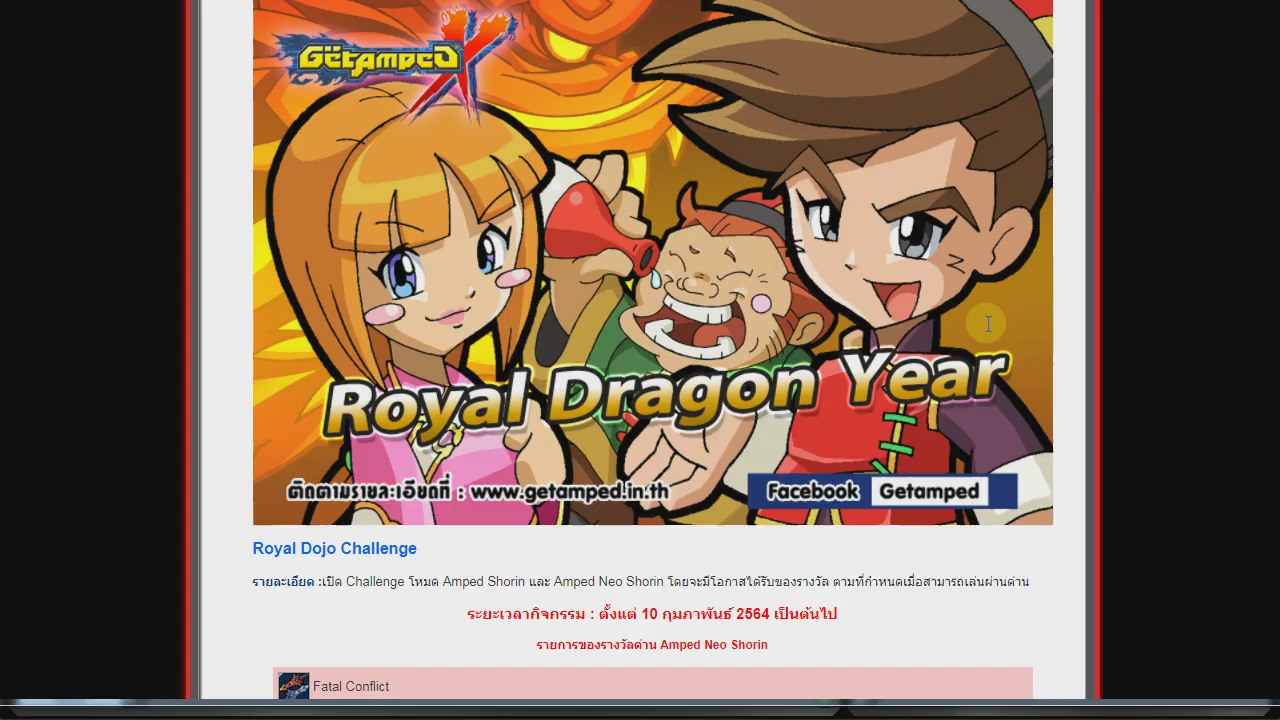 GetAmped X
Royal Dragon Year
ติดตามรายละเอียดที่ : www.getamped.in.th
Facebook Getamped
Royal Dojo Challenge
รายละเอียด :เปิด Challenge โหมด Amped Shorin และ Amped Neo Shorin โดยจะมีโอกาสได้รับของรางวัล ตามที่กำหนดเมื่อสามารถเล่นผ่านด่าน
ระยะเวลากิจกรรม : ตั้งแต่ 10 กุมภาพันธ์ 2564 เป็นต้นไป
รายการของรางวัลด่าน Amped Neo Shorin
Fatal Conflict